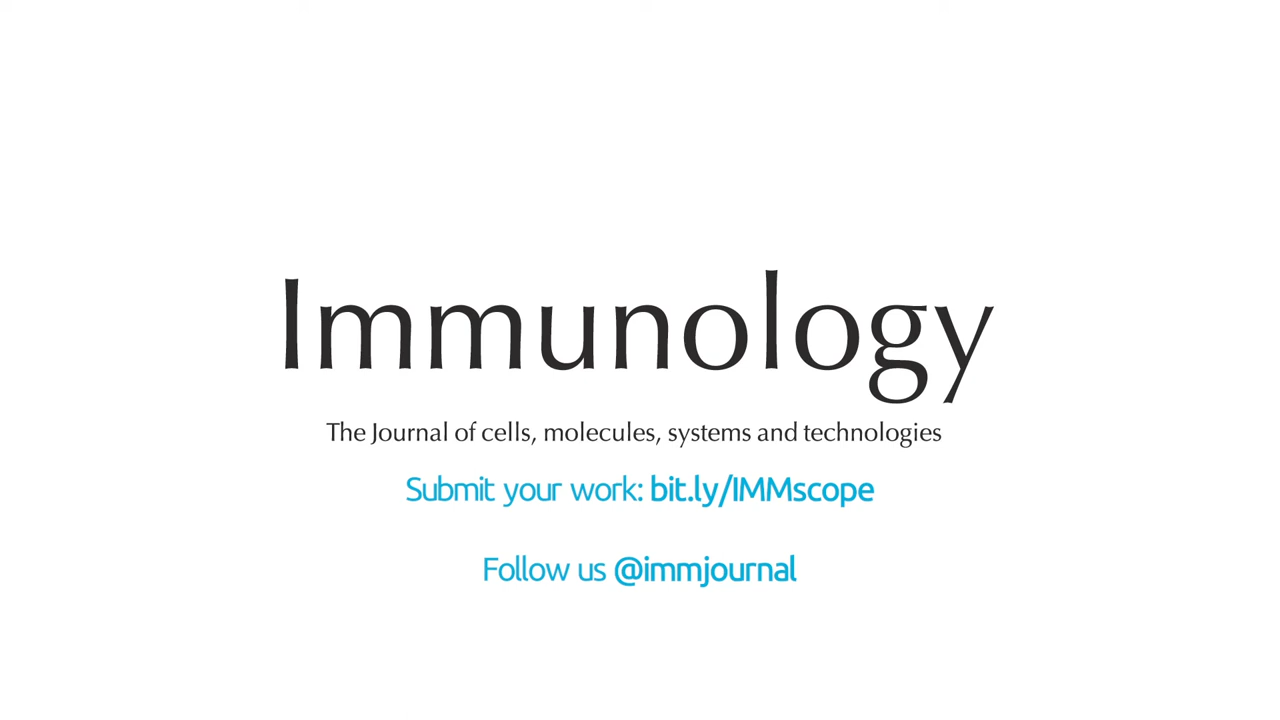 Immunology
The Journal of cells, molecules, systems and technologies
Submit your work: bit.ly/IMMscope
Follow us @immjournal